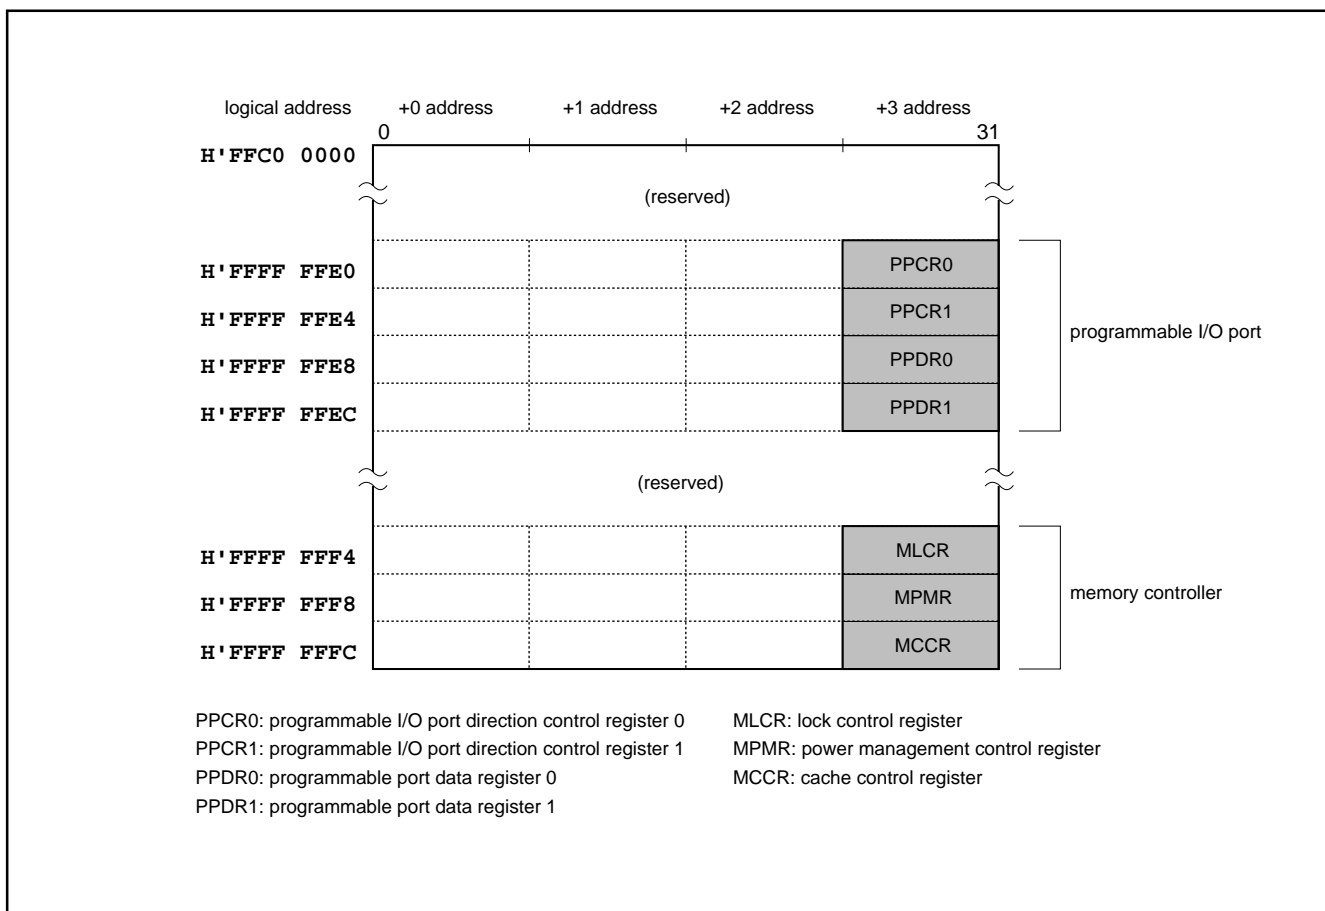 logical address +0 address +1 address +2 address +3 address
0 31
H'FFC0 0000
(reserved)
H'FFFF FFE0 PPCR0
H'FFFF FFE4 PPCR1
programmable I/O port
H'FFFF FFE8 PPDR0
H'FFFF FFEC PPDR1
(reserved)
H'FFFF FFF4 MLCR
H'FFFF FFF8 MPMR
memory controller
H'FFFF FFFC MCCR
PPCR0: programmable I/O port direction control register 0 MLCR: lock control register
PPCR1: programmable I/O port direction control register 1 MPMR: power management control register
PPDR0: programmable port data register 0 MCCR: cache control register
PPDR1: programmable port data register 1